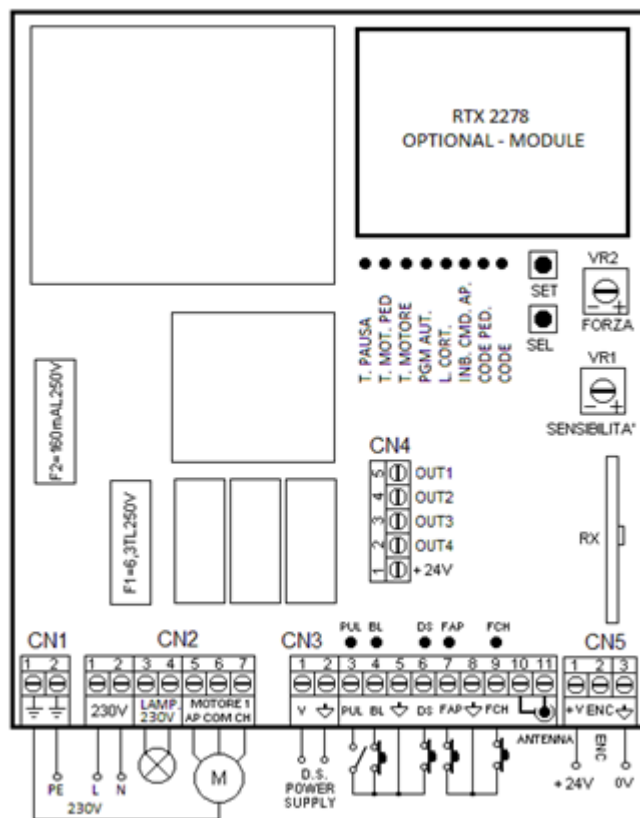 RTX 2278
OPTIONAL - MODULE
VR2
SET
FORZA
SEL
T. PAUSA
T. MOT. PED
T. MOTORE
PGM AUT.
L. CORT.
INB. CMD. AP.
CODE PED.
CODE
VR1
SENSIBILITA'
F2=160mAL250V
F1=6,3TL250V
CN4
5 OUT1
4 OUT2
3 OUT3
2 OUT4
1 +24V
RX
PUL BL DS FAP FCH
CN1 CN2 CN3 CN5
1 2 1 2 3 4 5 6 7 1 2 3 4 5 6 7 8 9 10 11 1 2 3
230V LAMP. 230V MOTORE 1 AP COM CH V PUL BL DS FAP FCH +V ENC
ANTENNA
ENC
PE L N M D.S. POWER SUPPLY +24V 0V
230V